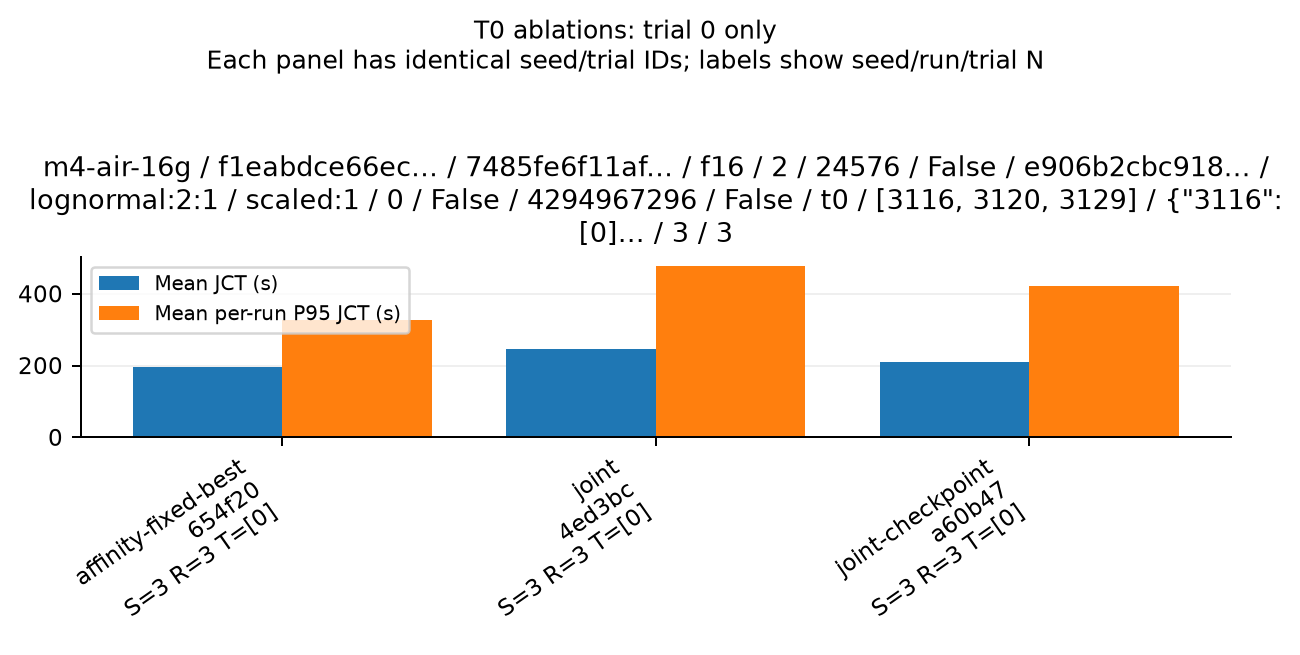 T0 ablations: trial 0 only
Each panel has identical seed/trial IDs; labels show seed/run/trial N
m4-air-16g / f1eabdce66ec... / 7485fe6f11af... / f16 / 2 / 24576 / False / e906b2cbc918... /
lognormal:2:1 / scaled:1 / 0 / False / 4294967296 / False / t0 / [3116, 3120, 3129] / {"3116":
[0]... / 3 / 3
Mean JCT (s)
Mean per-run P95 JCT (s)
400
200
0
affinity-fixed-best
654f20
S=3 R=3 T=[0]
joint
4ed3bc
S=3 R=3 T=[0]
joint-checkpoint
a60b47
S=3 R=3 T=[0]